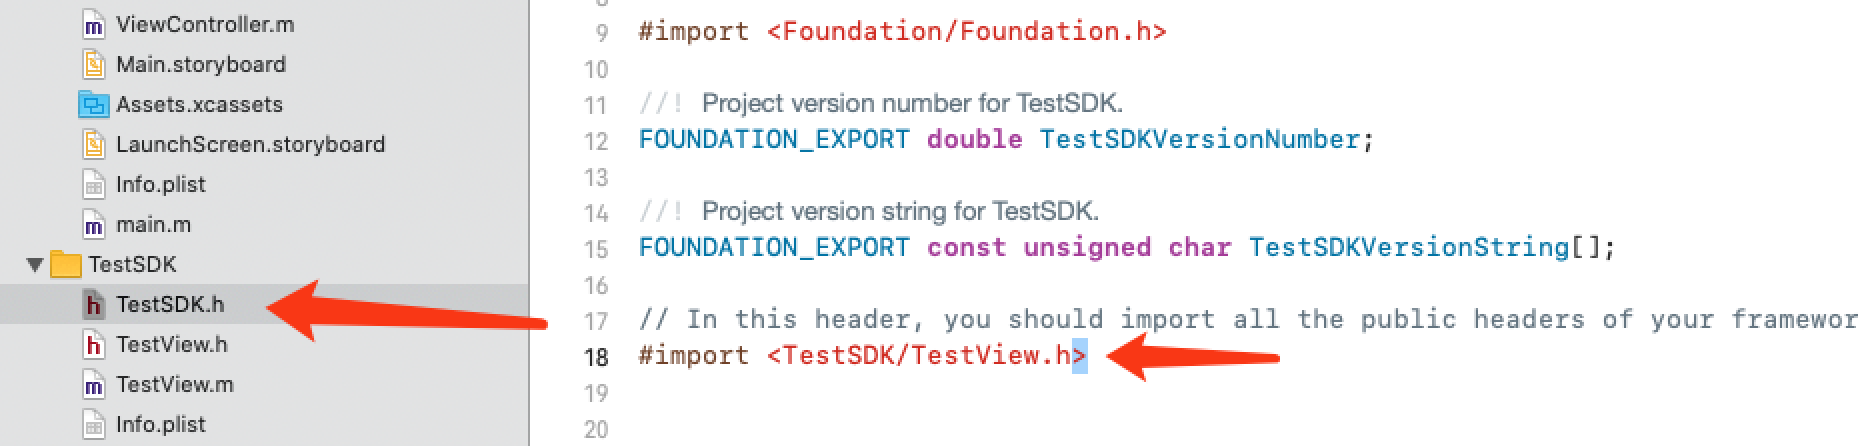 ViewController.m
Main.storyboard
Assets.xcassets
LaunchScreen.storyboard
Info.plist
main.m
TestSDK
h TestSDK.h
h TestView.h
m TestView.m
Info.plist
9 #import <Foundation/Foundation.h>
10
11 //! Project version number for TestSDK.
12 FOUNDATION_EXPORT double TestSDKVersionNumber;
13
14 //! Project version string for TestSDK.
15 FOUNDATION_EXPORT const unsigned char TestSDKVersionString[];
16
17 // In this header, you should import all the public headers of your framewor
18 #import <TestSDK/TestView.h>
19
20